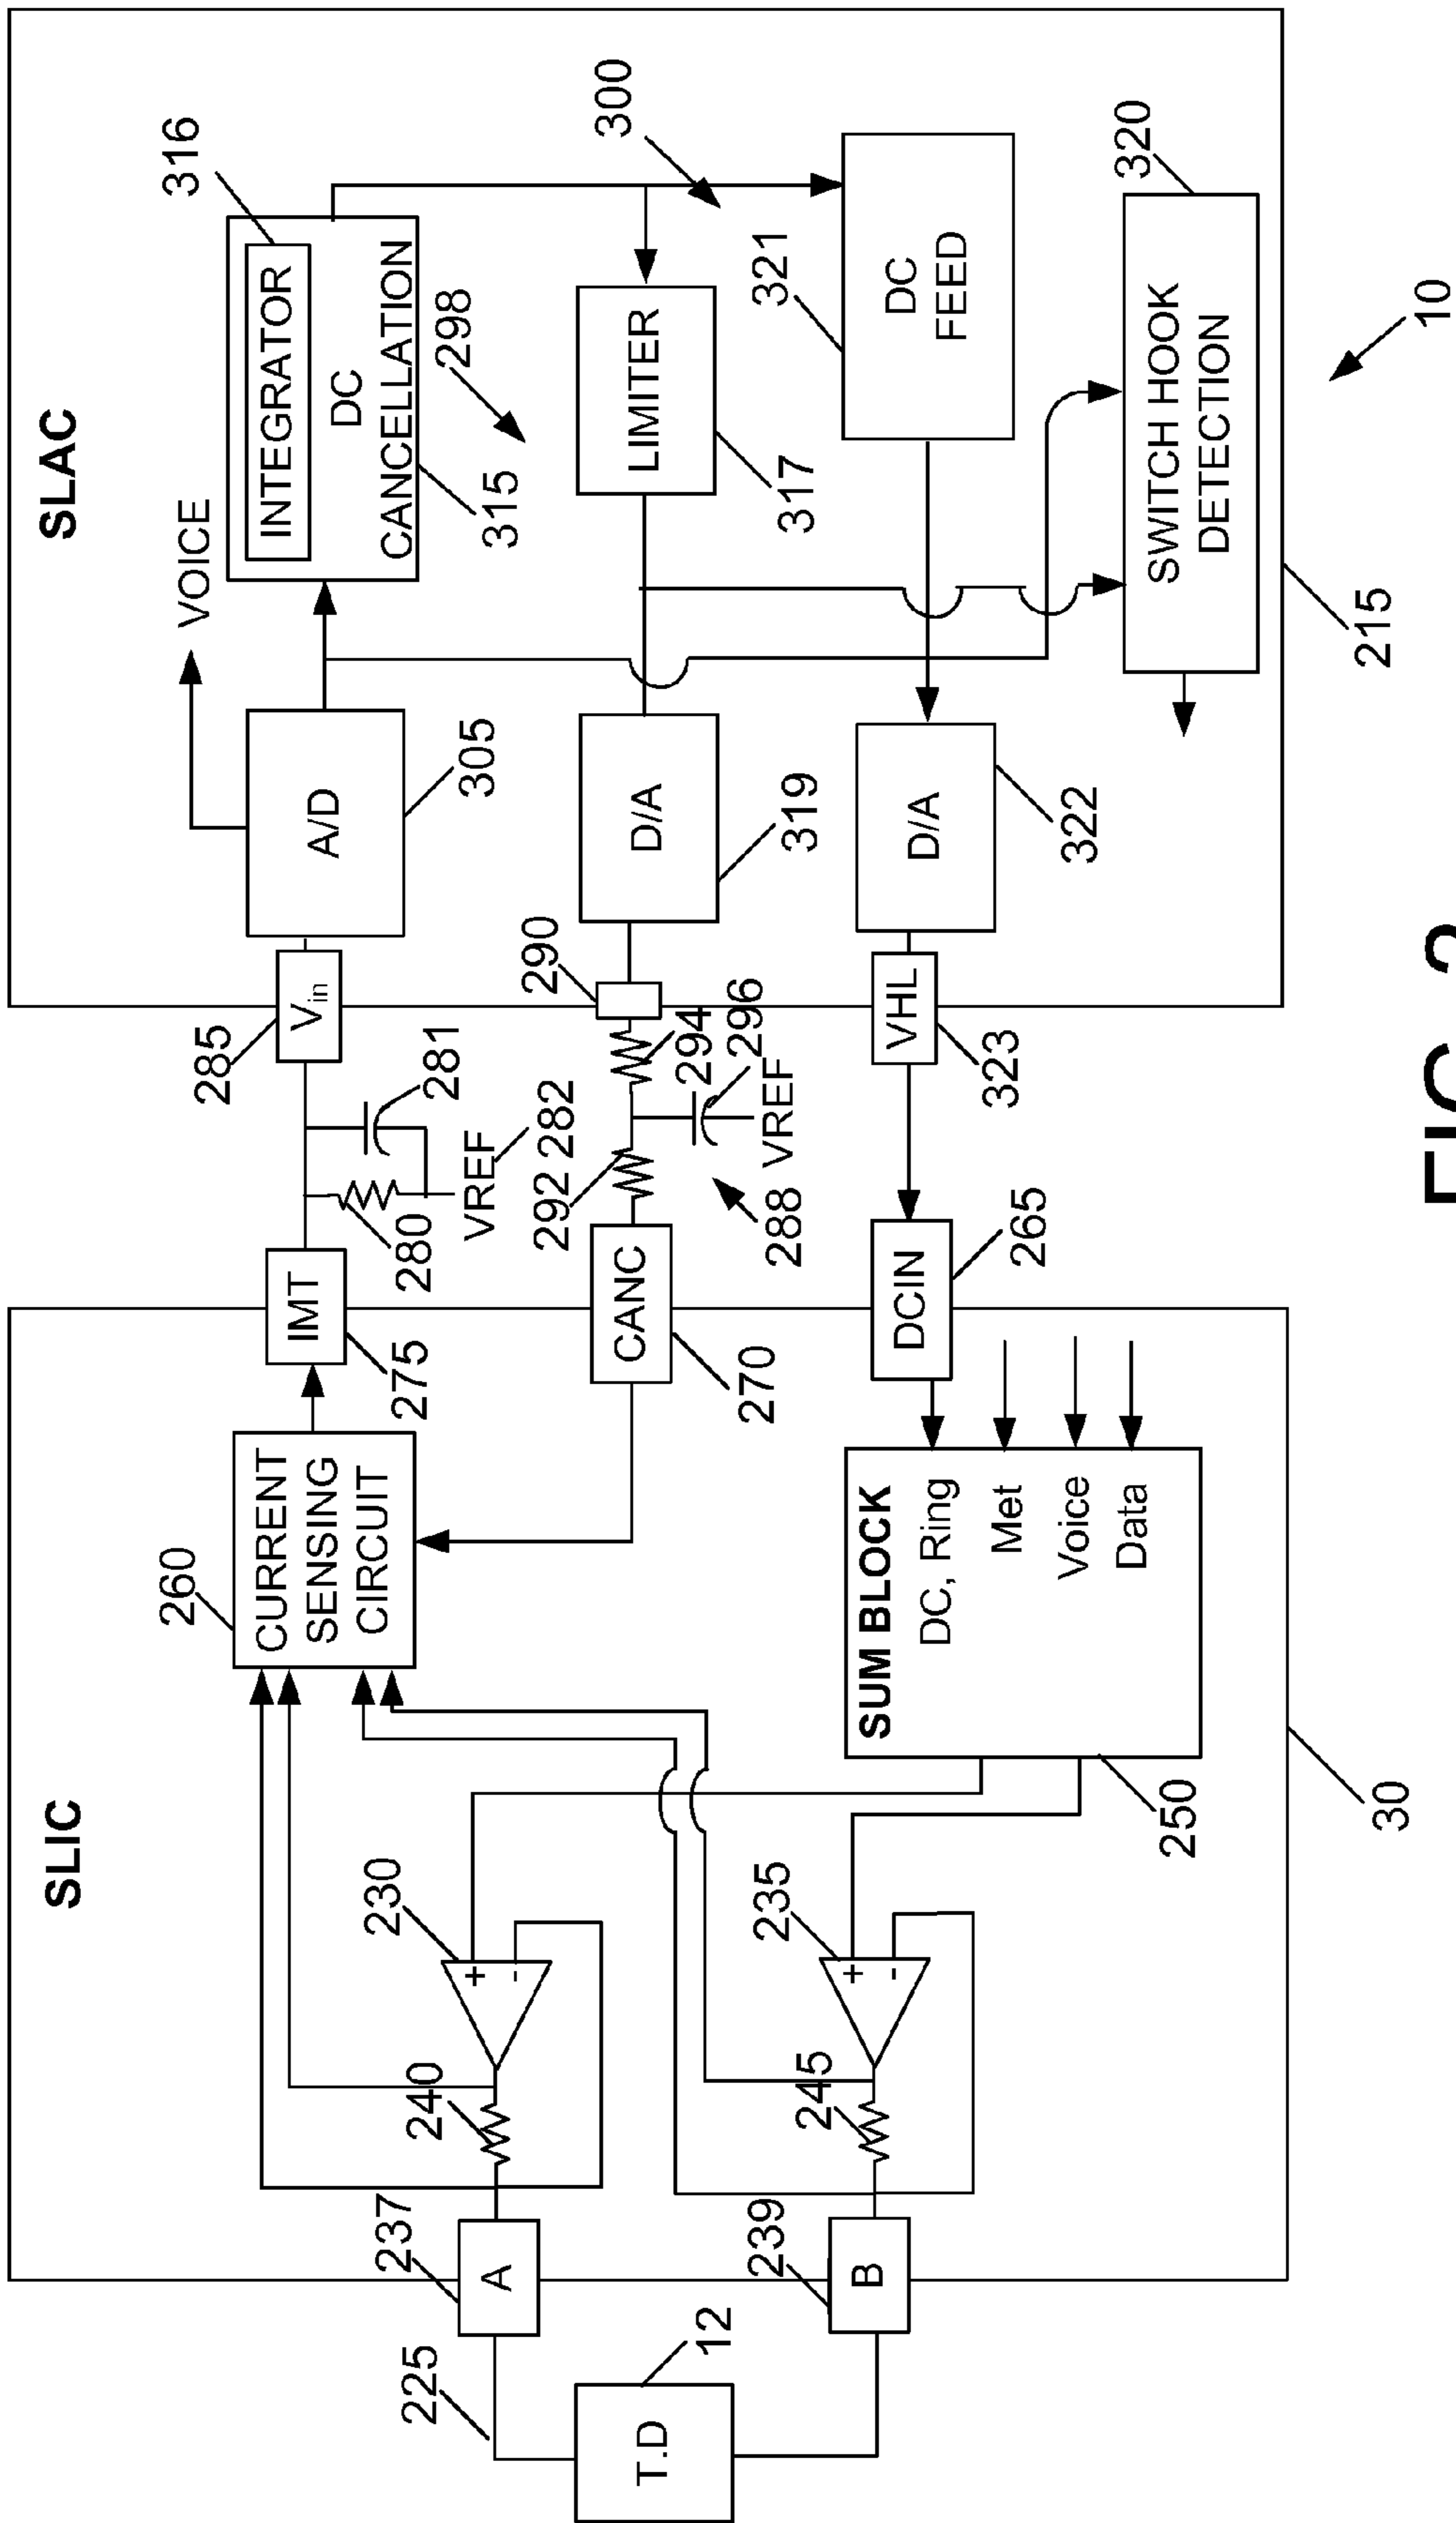 SLIC
SLAC
T.D
12
225
A
237
B
239
240
245
+
-
230
+
-
235
CURRENT
SENSING
CIRCUIT
260
SUM BLOCK
DC, Ring
Met
Voice
Data
250
30
IMT
275
CANC
270
DCIN
265
280
281
VREF
282
292
294
296
VREF
288
Vin
285
290
VHL
323
A/D
305
VOICE
D/A
319
D/A
322
INTEGRATOR
316
DC
CANCELLATION
315
298
LIMITER
317
300
DC
FEED
321
SWITCH HOOK
DETECTION
320
215
10